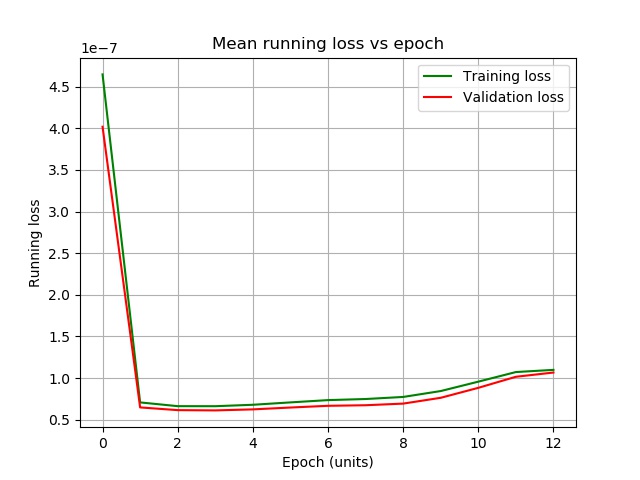 Mean running loss vs epoch
1e−7
Training loss
Validation loss
4.5
4.0
3.5
3.0
2.5
2.0
1.5
1.0
0.5
Running loss
0 2 4 6 8 10 12
Epoch (units)